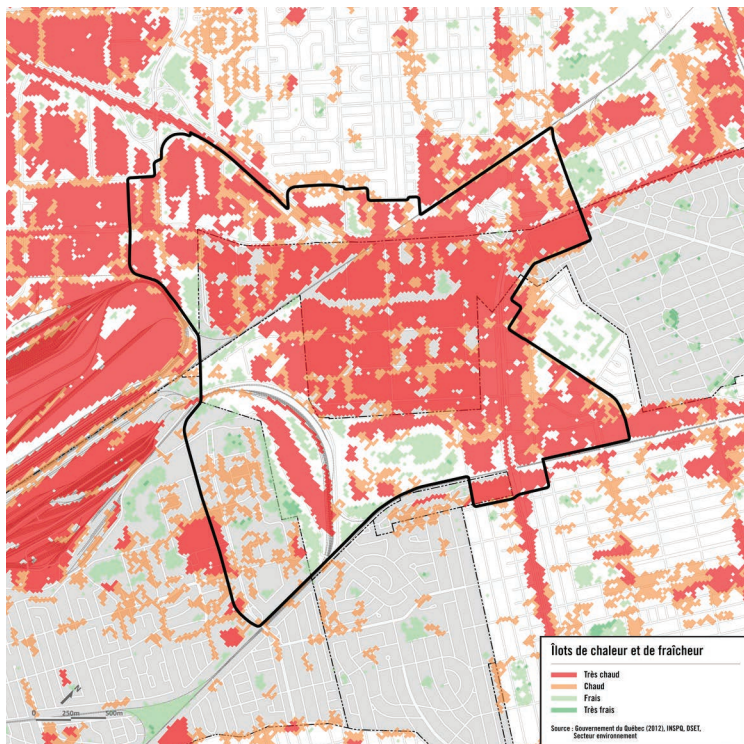 Îlots de chaleur et de fraîcheur
Très chaud
Chaud
Frais
Très frais
Source : Gouvernement du Québec (2012), INSPQ, DSET,
Secteur environnement
N
0 250m 500m